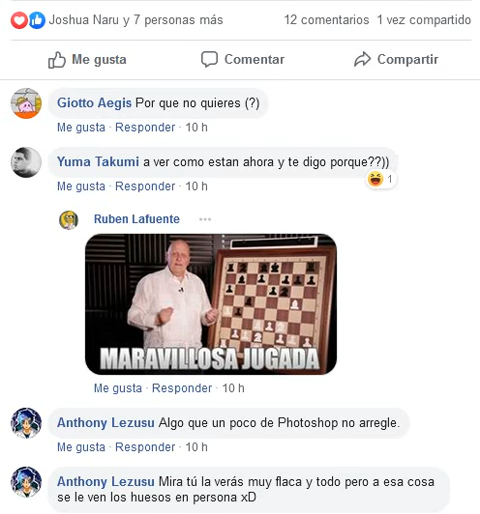 Joshua Naru y 7 personas más 12 comentarios 1 vez compartido
Me gusta Comentar Compartir
Giotto Aegis Por que no quieres (?)
Me gusta · Responder · 10 h
Yuma Takumi a ver como estan ahora y te digo porque??))
1
Me gusta · Responder · 10 h
Ruben Lafuente ···
MARAVILLOSA JUGADA
Me gusta · Responder · 10 h
Anthony Lezusu Algo que un poco de Photoshop no arregle.
Me gusta · Responder · 10 h
Anthony Lezusu Mira tú la verás muy flaca y todo pero a esa cosa
se le ven los huesos en persona xD